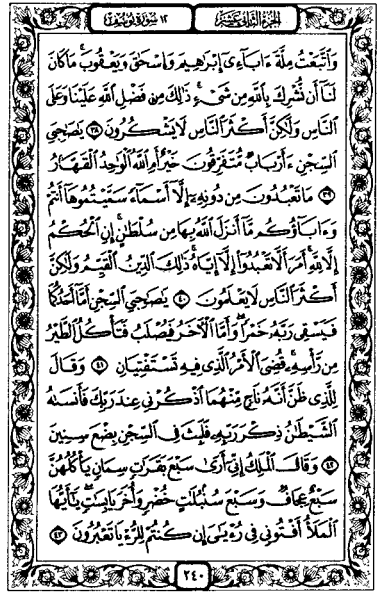 الجزء الثاني عشر
١٢ سورة يوسف
وَٱتَّبَعْتُ مِلَّةَ ءَابَآءِىٓ إِبْرَٰهِيمَ وَإِسْحَٰقَ وَيَعْقُوبَ ۚ مَا كَانَ
لَنَآ أَن نُّشْرِكَ بِٱللَّهِ مِن شَىْءٍ ۚ ذَٰلِكَ مِن فَضْلِ ٱللَّهِ عَلَيْنَا وَعَلَى
ٱلنَّاسِ وَلَٰكِنَّ أَكْثَرَ ٱلنَّاسِ لَا يَشْكُرُونَ ٣٨ يَٰصَٰحِبَىِ
ٱلسِّجْنِ ءَأَرْبَابٌ مُّتَفَرِّقُونَ خَيْرٌ أَمِ ٱللَّهُ ٱلْوَٰحِدُ ٱلْقَهَّارُ
٣٩ مَا تَعْبُدُونَ مِن دُونِهِۦٓ إِلَّآ أَسْمَآءً سَمَّيْتُمُوهَآ أَنتُمْ
وَءَابَآؤُكُم مَّآ أَنزَلَ ٱللَّهُ بِهَا مِن سُلْطَٰنٍ ۚ إِنِ ٱلْحُكْمُ
إِلَّا لِلَّهِ ۚ أَمَرَ أَلَّا تَعْبُدُوٓا۟ إِلَّآ إِيَّاهُ ۚ ذَٰلِكَ ٱلدِّينُ ٱلْقَيِّمُ وَلَٰكِنَّ
أَكْثَرَ ٱلنَّاسِ لَا يَعْلَمُونَ ٤٠ يَٰصَٰحِبَىِ ٱلسِّجْنِ أَمَّآ أَحَدُكُمَا
فَيَسْقِى رَبَّهُۥ خَمْرًا ۖ وَأَمَّا ٱلْءَاخَرُ فَيُصْلَبُ فَتَأْكُلُ ٱلطَّيْرُ
مِن رَّأْسِهِۦ ۚ قُضِىَ ٱلْأَمْرُ ٱلَّذِى فِيهِ تَسْتَفْتِيَانِ ٤١ وَقَالَ
لِلَّذِى ظَنَّ أَنَّهُۥ نَاجٍ مِّنْهُمَا ٱذْكُرْنِى عِندَ رَبِّكَ فَأَنسَىٰهُ
ٱلشَّيْطَٰنُ ذِكْرَ رَبِّهِۦ فَلَبِثَ فِى ٱلسِّجْنِ بِضْعَ سِنِينَ
٤٢ وَقَالَ ٱلْمَلِكُ إِنِّىٓ أَرَىٰ سَبْعَ بَقَرَٰتٍ سِمَانٍ يَأْكُلُهُنَّ
سَبْعٌ عِجَافٌ وَسَبْعَ سُنۢبُلَٰتٍ خُضْرٍ وَأُخَرَ يَابِسَٰتٍ ۖ يَٰٓأَيُّهَا
ٱلْمَلَأُ أَفْتُونِى فِى رُءْيَٰىَ إِن كُنتُمْ لِلرُّءْيَا تَعْبُرُونَ ٤٣
٢٤٠